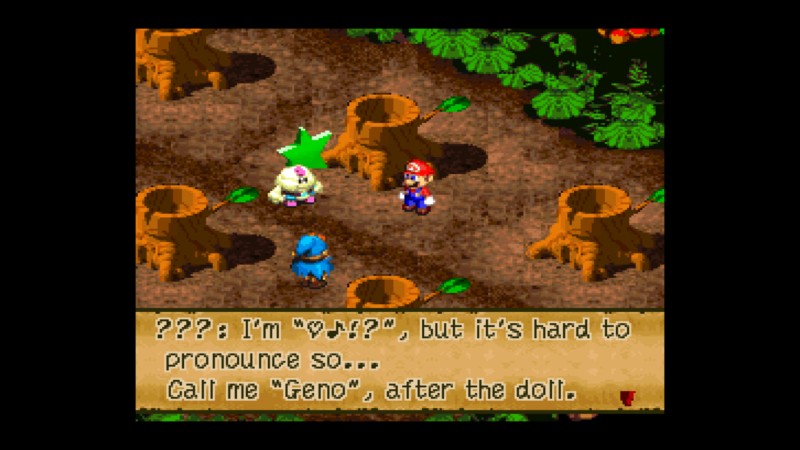 ???: I'm "♡♪!?", but it's hard to
pronounce so...
Call me "Geno", after the doll.